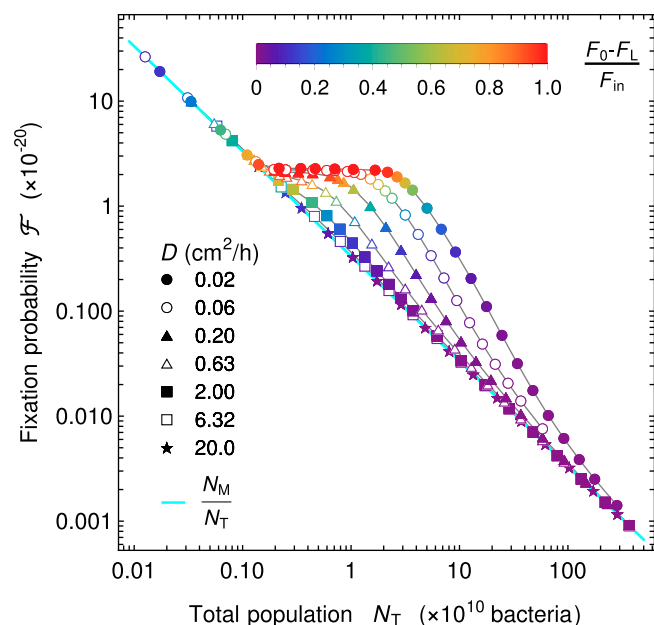 F₀-F_L
F_in
0 0.2 0.4 0.6 0.8 1.0
Fixation probability ℱ (×10⁻²⁰)
10
1
0.100
0.010
0.001
D (cm²/h)
0.02
0.06
0.20
0.63
2.00
6.32
20.0
N_M
N_T
0.01 0.10 1 10 100
Total population N_T (×10¹⁰ bacteria)